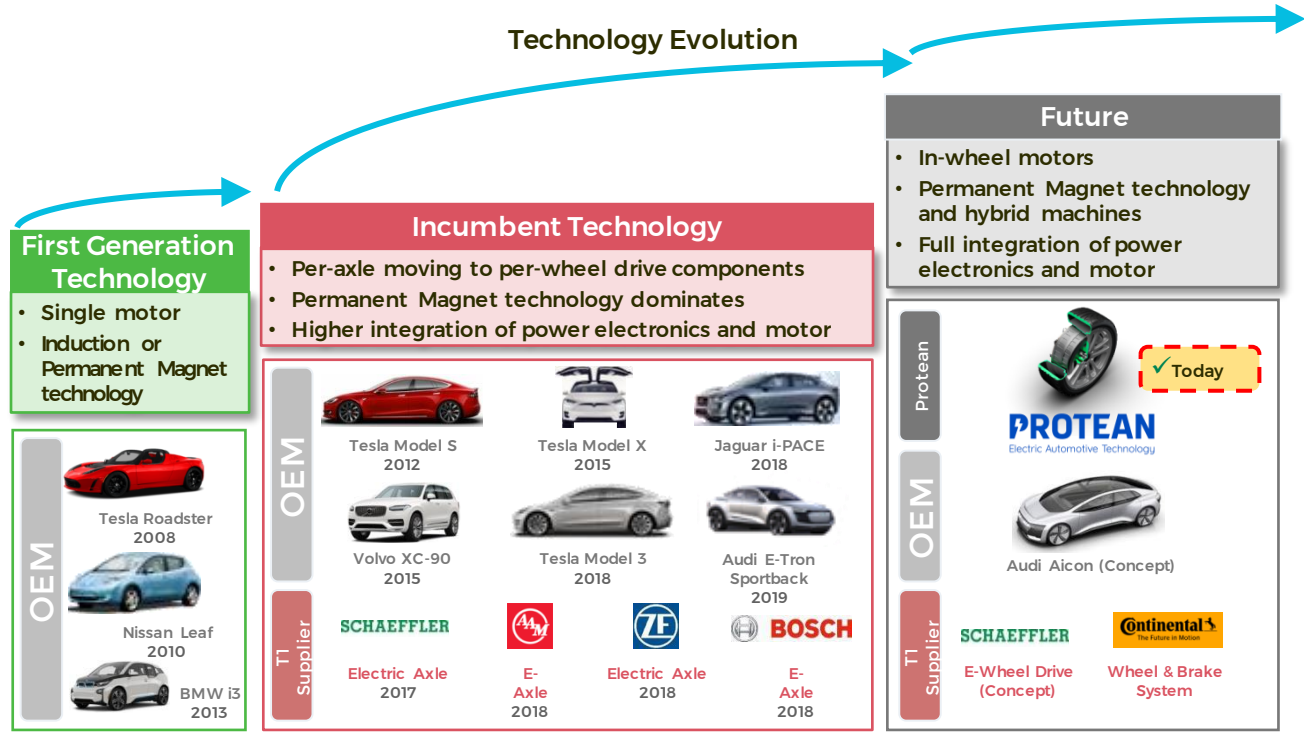 Technology Evolution
First Generation
Technology
• Single motor
• Induction or
Permanent Magnet
technology
OEM
Tesla Roadster
2008
Nissan Leaf
2010
BMW i3
2013
Incumbent Technology
• Per-axle moving to per-wheel drive components
• Permanent Magnet technology dominates
• Higher integration of power electronics and motor
OEM
Tesla Model S
2012
Tesla Model X
2015
Jaguar i-PACE
2018
Volvo XC-90
2015
Tesla Model 3
2018
Audi E-Tron
Sportback
2019
T1
Supplier
SCHAEFFLER
Electric Axle
2017
AAM
E-
Axle
2018
ZF
Electric Axle
2018
BOSCH
E-
Axle
2018
Future
• In-wheel motors
• Permanent Magnet technology
and hybrid machines
• Full integration of power
electronics and motor
Protean
✓Today
PROTEAN
Electric Automotive Technology
OEM
Audi Aicon (Concept)
T1
Supplier
SCHAEFFLER
E-Wheel Drive
(Concept)
Continental
The Future in Motion
Wheel & Brake
System